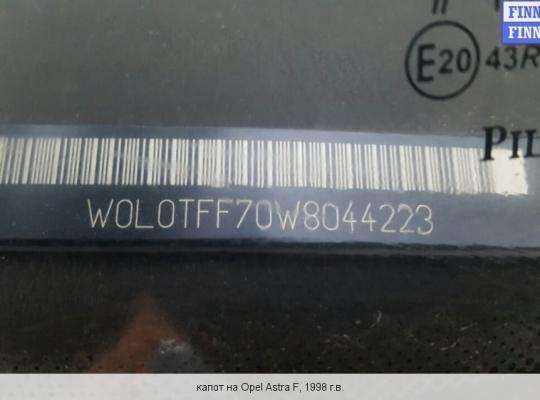 FINN
FINN
E20 43R
PIL
W0L0TFF70W8044223
капот на Opel Astra F, 1998 г.в.